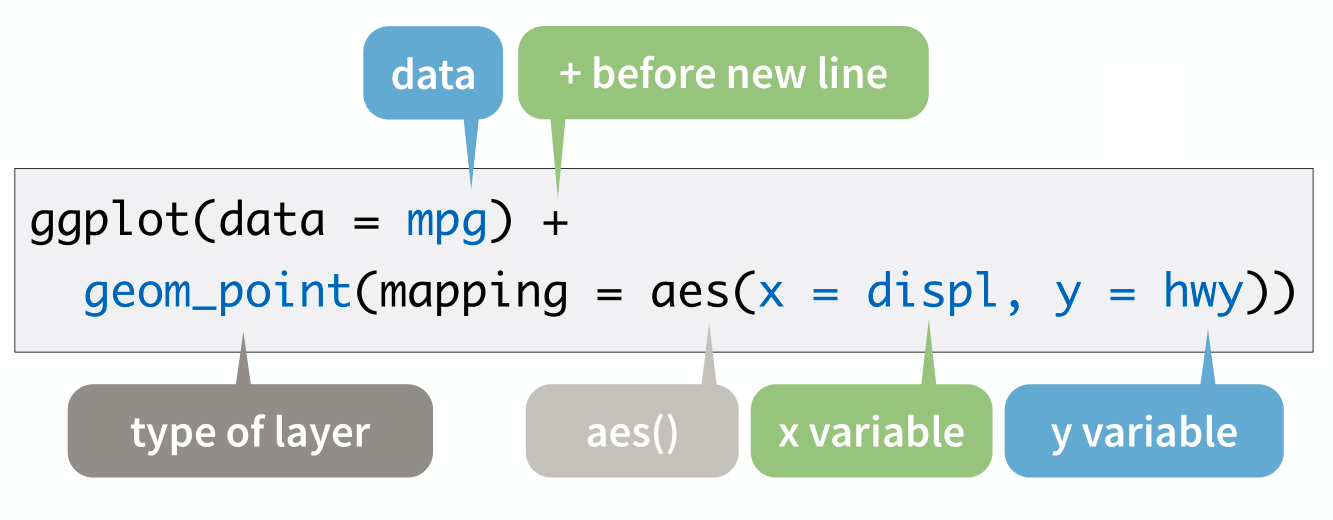 data
+ before new line
ggplot(data = mpg) +
geom_point(mapping = aes(x = displ, y = hwy))
type of layer
aes()
x variable
y variable